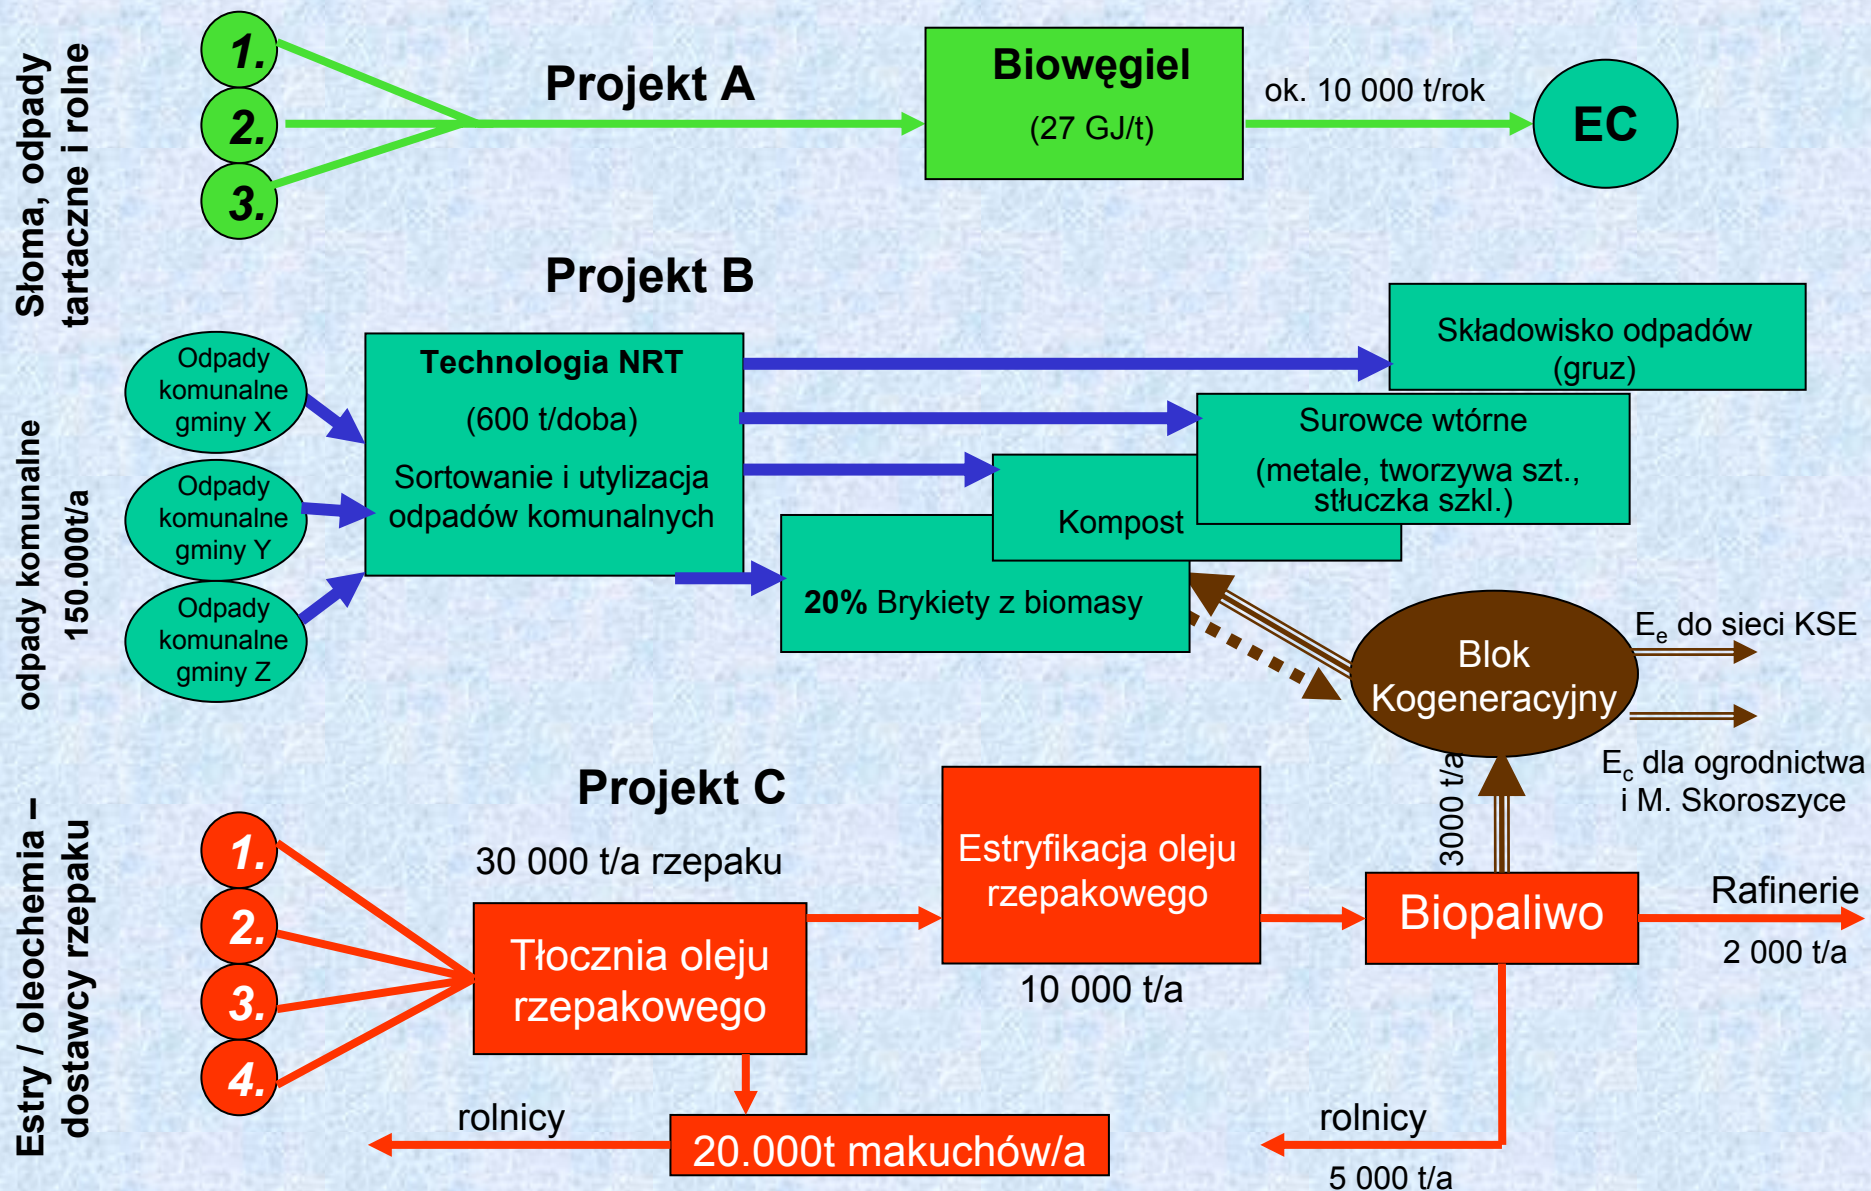 Słoma, odpady
tartaczne i rolne
1.
2.
3.
Projekt A
Biowęgiel
(27 GJ/t)
ok. 10 000 t/rok
EC
Projekt B
odpady komunalne
150.000t/a
Odpady
komunalne
gminy X
Odpady
komunalne
gminy Y
Odpady
komunalne
gminy Z
Technologia NRT
(600 t/doba)
Sortowanie i utylizacja
odpadów komunalnych
Składowisko odpadów
(gruz)
Surowce wtórne
(metale, tworzywa szt.,
stłuczka szkl.)
Kompost
20% Brykiety z biomasy
Blok
Kogeneracyjny
Ee do sieci KSE
Ec dla ogrodnictwa
i M. Skoroszyce
3000 t/a
Projekt C
Estry / oleochemia –
dostawcy rzepaku
1.
2.
3.
4.
30 000 t/a rzepaku
Tłocznia oleju
rzepakowego
Estryfikacja oleju
rzepakowego
10 000 t/a
Biopaliwo
Rafinerie
2 000 t/a
rolnicy
20.000t makuchów/a
rolnicy
5 000 t/a